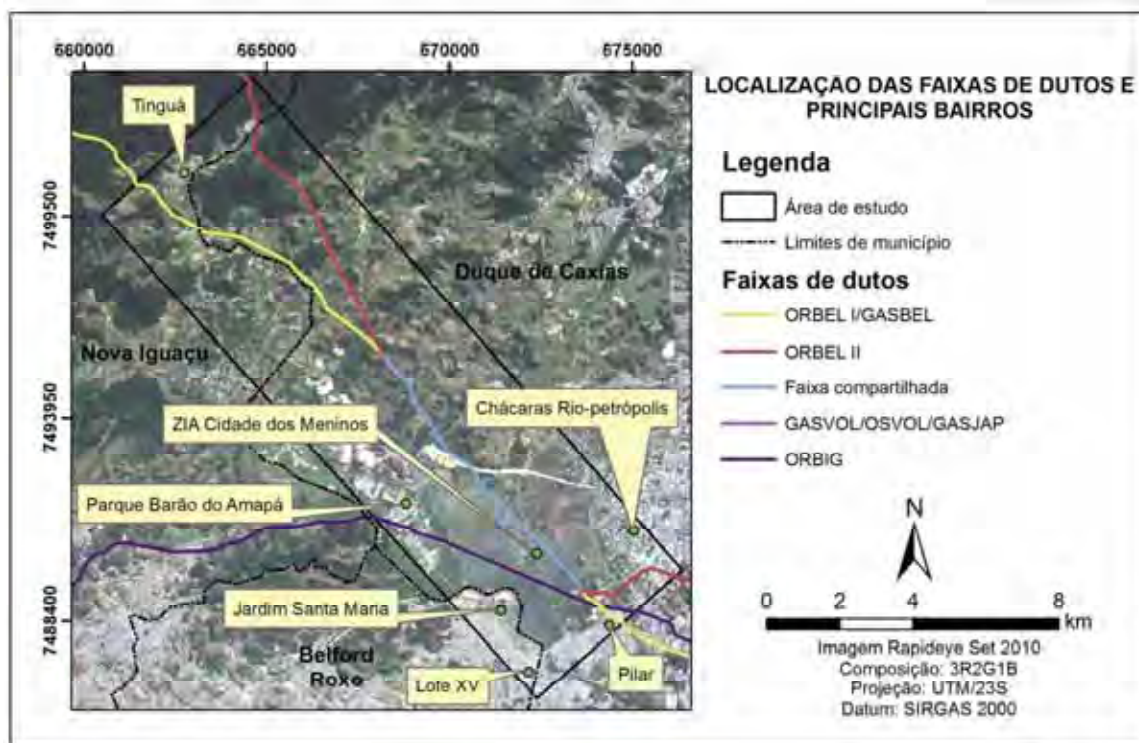 660000
665000
670000
675000
7499500
7493950
7488400
Tinguá
Duque de Caxias
Nova Iguaçu
ZIA Cidade dos Meninos
Chácaras Rio-petrópolis
Parque Barão do Amapá
Jardim Santa Maria
Belford
Roxo
Lote XV
Pilar
LOCALIZAÇÃO DAS FAIXAS DE DUTOS E
PRINCIPAIS BAIRROS
Legenda
Área de estudo
Limites de município
Faixas de dutos
ORBEL I/GASBEL
ORBEL II
Faixa compartilhada
GASVOL/OSVOL/GASJAP
ORBIG
N
0 2 4 8
km
Imagem Rapideye Set 2010
Composição: 3R2G1B
Projeção: UTM/23S
Datum: SIRGAS 2000